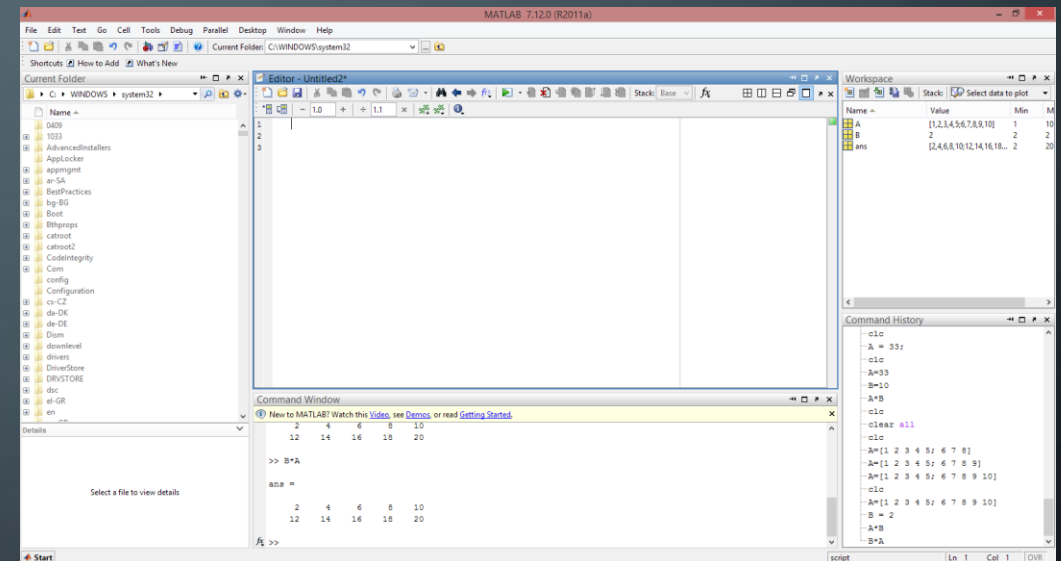 MATLAB 7.12.0 (R2011a)
File Edit Text Go Cell Tools Debug Parallel Desktop Window Help
Current Folder: C:\WINDOWS\system32
Shortcuts How to Add What's New
Current Folder
C: WINDOWS system32
Name
0409
1033
AdvancedInstallers
AppLocker
appmgmt
ar-SA
BestPractices
bg-BG
Boot
Bthprops
catroot
catroot2
CodeIntegrity
Com
config
Configuration
cs-CZ
da-DK
de-DE
Dism
downlevel
drivers
DriverStore
DRVSTORE
dsc
el-GR
en
Details
Select a file to view details
Start
Editor - Untitled2*
Stack: Base fx
- 1.0 + ÷ 1.1 ×
1
2
3
Command Window
New to MATLAB? Watch this Video, see Demos, or read Getting Started.
2 4 6 8 10
12 14 16 18 20
>> B*A
ans =
2 4 6 8 10
12 14 16 18 20
fx >>
Workspace
Stack: Select data to plot
Name Value Min M
A [1,2,3,4,5;6,7,8,9,10] 1 10
B 2 2 2
ans [2,4,6,8,10;12,14,16,18... 2 20
Command History
clc
A = 33;
clc
A=33
B=10
A*B
clc
clear all
clc
A=[1 2 3 4 5; 6 7 8]
A=[1 2 3 4 5; 6 7 8 9]
A=[1 2 3 4 5; 6 7 8 9 10]
clc
A=[1 2 3 4 5; 6 7 8 9 10]
B = 2
A*B
B*A
script Ln 1 Col 1 OVR